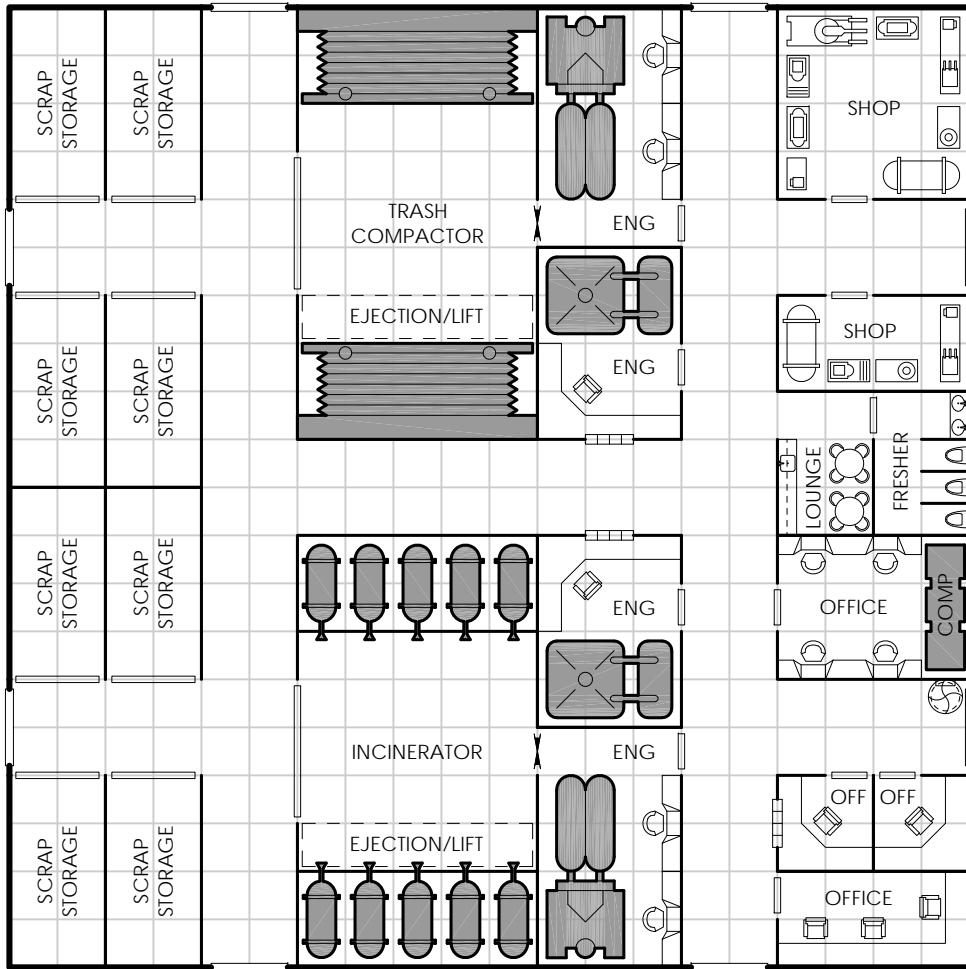 SCRAP
STORAGE
SCRAP
STORAGE
SHOP
TRASH
COMPACTOR
ENG
EJECTION/LIFT
SHOP
SCRAP
STORAGE
SCRAP
STORAGE
ENG
LOUNGE
FRESHER
SCRAP
STORAGE
SCRAP
STORAGE
ENG
OFFICE
COMP
INCINERATOR
ENG
OFF
OFF
SCRAP
STORAGE
SCRAP
STORAGE
EJECTION/LIFT
OFFICE